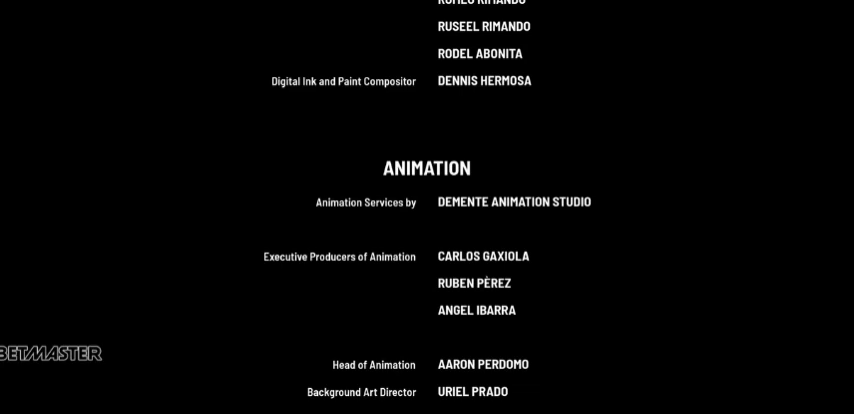 ROMEO RIMANDO
RUSEEL RIMANDO
RODEL ABONITA
Digital Ink and Paint Compositor DENNIS HERMOSA
ANIMATION
Animation Services by DEMENTE ANIMATION STUDIO
Executive Producers of Animation CARLOS GAXIOLA
RUBEN PÈREZ
ANGEL IBARRA
BETMASTER
Head of Animation AARON PERDOMO
Background Art Director URIEL PRADO